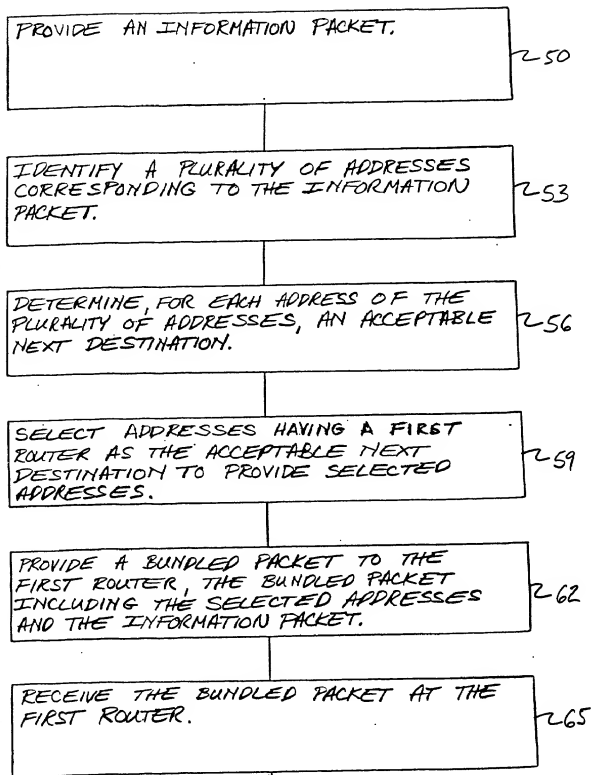 PROVIDE AN INFORMATION PACKET.
50
IDENTIFY A PLURALITY OF ADDRESSES
CORRESPONDING TO THE INFORMATION
PACKET.
53
DETERMINE, FOR EACH ADDRESS OF THE
PLURALITY OF ADDRESSES, AN ACCEPTABLE
NEXT DESTINATION.
56
SELECT ADDRESSES HAVING A FIRST
ROUTER AS THE ACCEPTABLE NEXT
DESTINATION TO PROVIDE SELECTED
ADDRESSES.
59
PROVIDE A BUNDLED PACKET TO THE
FIRST ROUTER, THE BUNDLED PACKET
INCLUDING THE SELECTED ADDRESSES
AND THE INFORMATION PACKET.
62
RECEIVE THE BUNDLED PACKET AT THE
FIRST ROUTER.
65